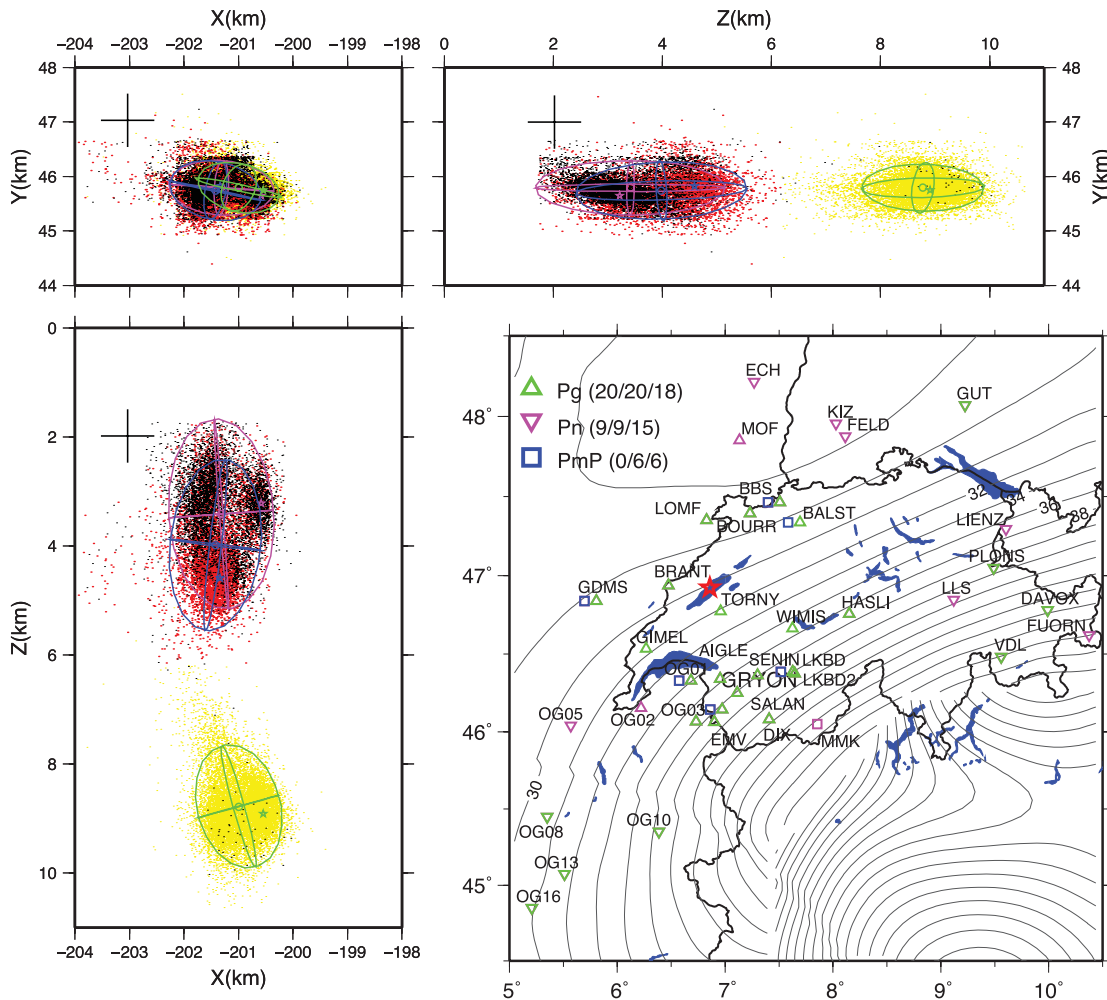 X(km)
−204 −203 −202 −201 −200 −199 −198
Z(km)
0 2 4 6 8 10
48
47
46
45
44
Y(km)
48
47
46
45
44
Y(km)
0
2
4
6
8
10
Z(km)
−204 −203 −202 −201 −200 −199 −198
X(km)
Pg (20/20/18)
Pn (9/9/15)
PmP (0/6/6)
ECH
GUT
KIZ
FELD
MOF
BBS
LOMF
BOURR
BALST
32
34
36
38
LIENZ
PLONS
BRANT
GDMS
TORNY
WIMIS
HASLI
LLS
DAVOX
FUORN
VDL
GIMEL
AIGLE
SENIN
LKBD
OG01
GRYON
LKBD2
OG05
OG02
OG03
SALAN
EMV
DIX
MMK
30
OG08
OG10
OG13
OG16
48°
47°
46°
45°
5° 6° 7° 8° 9° 10°